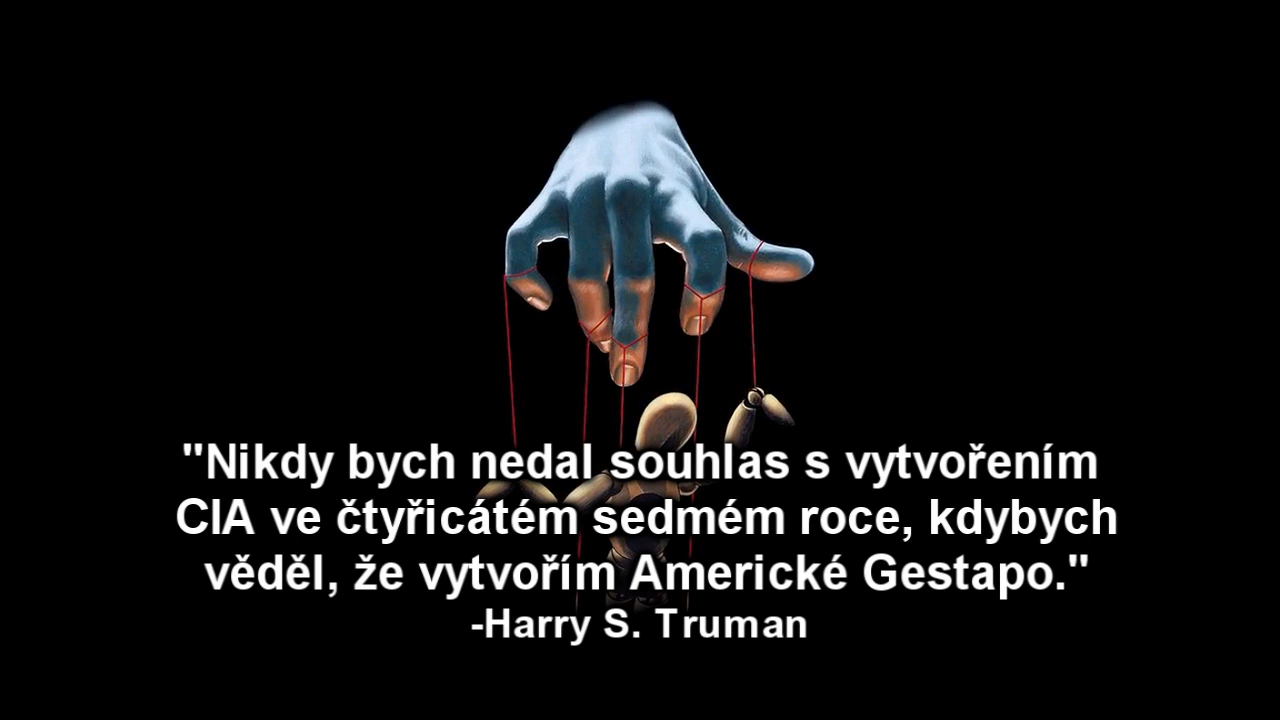 "Nikdy bych nedal souhlas s vytvořením
CIA ve čtyřicátém sedmém roce, kdybych
věděl, že vytvořím Americké Gestapo."
-Harry S. Truman